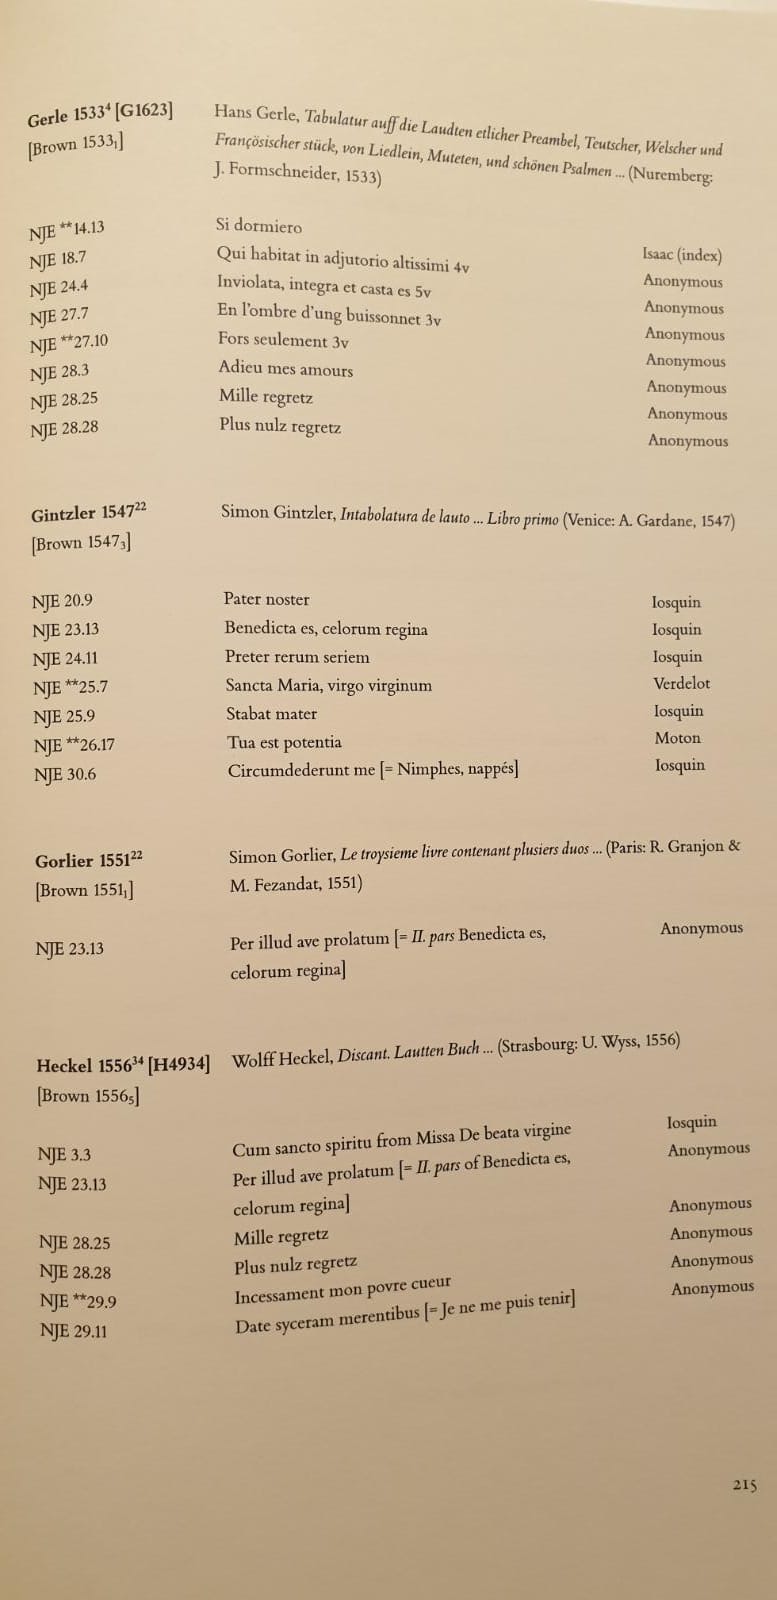 Gerle 1533⁴ [G1623] Hans Gerle, Tabulatur auff die Laudten etlicher Preambel, Teutscher, Welscher und
[Brown 1533₁] Französischer stück, von Liedlein, Muteten, und schönen Psalmen ... (Nuremberg:
J. Formschneider, 1533)
NJE **14.13 Si dormiero Isaac (index)
NJE 18.7 Qui habitat in adjutorio altissimi 4v Anonymous
NJE 24.4 Inviolata, integra et casta es 5v Anonymous
NJE 27.7 En l'ombre d'ung buissonnet 3v Anonymous
NJE **27.10 Fors seulement 3v Anonymous
NJE 28.3 Adieu mes amours Anonymous
NJE 28.25 Mille regretz Anonymous
NJE 28.28 Plus nulz regretz Anonymous
Gintzler 1547²² Simon Gintzler, Intabolatura de lauto ... Libro primo (Venice: A. Gardane, 1547)
[Brown 1547₃]
NJE 20.9 Pater noster Iosquin
NJE 23.13 Benedicta es, celorum regina Iosquin
NJE 24.11 Preter rerum seriem Iosquin
NJE **25.7 Sancta Maria, virgo virginum Verdelot
NJE 25.9 Stabat mater Iosquin
NJE **26.17 Tua est potentia Moton
NJE 30.6 Circumdederunt me [= Nimphes, nappés] Iosquin
Gorlier 1551²² Simon Gorlier, Le troysieme livre contenant plusiers duos ... (Paris: R. Granjon &
[Brown 1551₁] M. Fezandat, 1551)
NJE 23.13 Per illud ave prolatum [= II. pars Benedicta es, Anonymous
celorum regina]
Heckel 1556³⁴ [H4934] Wolff Heckel, Discant. Lautten Buch ... (Strasbourg: U. Wyss, 1556)
[Brown 1556₅]
NJE 3.3 Cum sancto spiritu from Missa De beata virgine Iosquin
NJE 23.13 Per illud ave prolatum [= II. pars of Benedicta es, Anonymous
celorum regina]
NJE 28.25 Mille regretz Anonymous
NJE 28.28 Plus nulz regretz Anonymous
NJE **29.9 Incessament mon povre cueur Anonymous
NJE 29.11 Date syceram merentibus [= Je ne me puis tenir] Anonymous
215